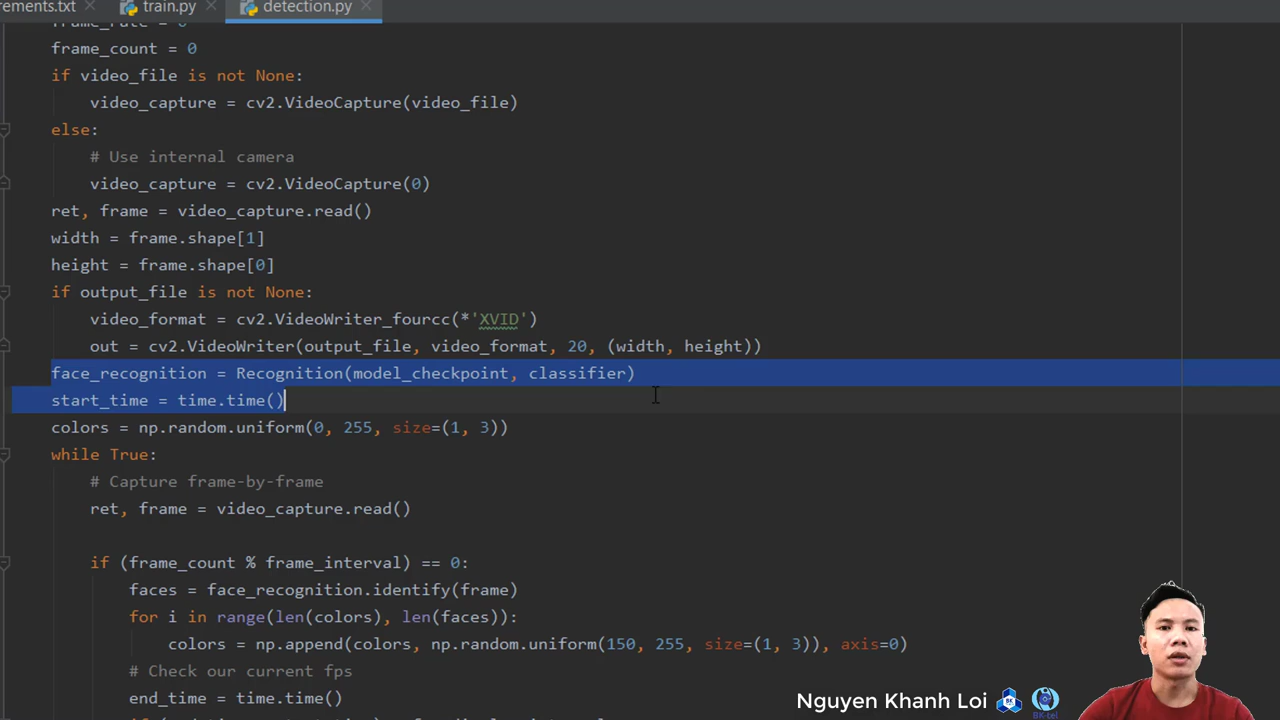 rements.txt
train.py
detection.py
frame_rate = 0
frame_count = 0
if video_file is not None:
video_capture = cv2.VideoCapture(video_file)
else:
# Use internal camera
video_capture = cv2.VideoCapture(0)
ret, frame = video_capture.read()
width = frame.shape[1]
height = frame.shape[0]
if output_file is not None:
video_format = cv2.VideoWriter_fourcc(*'XVID')
out = cv2.VideoWriter(output_file, video_format, 20, (width, height))
face_recognition = Recognition(model_checkpoint, classifier)
start_time = time.time()
colors = np.random.uniform(0, 255, size=(1, 3))
while True:
# Capture frame-by-frame
ret, frame = video_capture.read()
if (frame_count % frame_interval) == 0:
faces = face_recognition.identify(frame)
for i in range(len(colors), len(faces)):
colors = np.append(colors, np.random.uniform(150, 255, size=(1, 3)), axis=0)
# Check our current fps
end_time = time.time()
Nguyen Khanh Loi
BK-tel